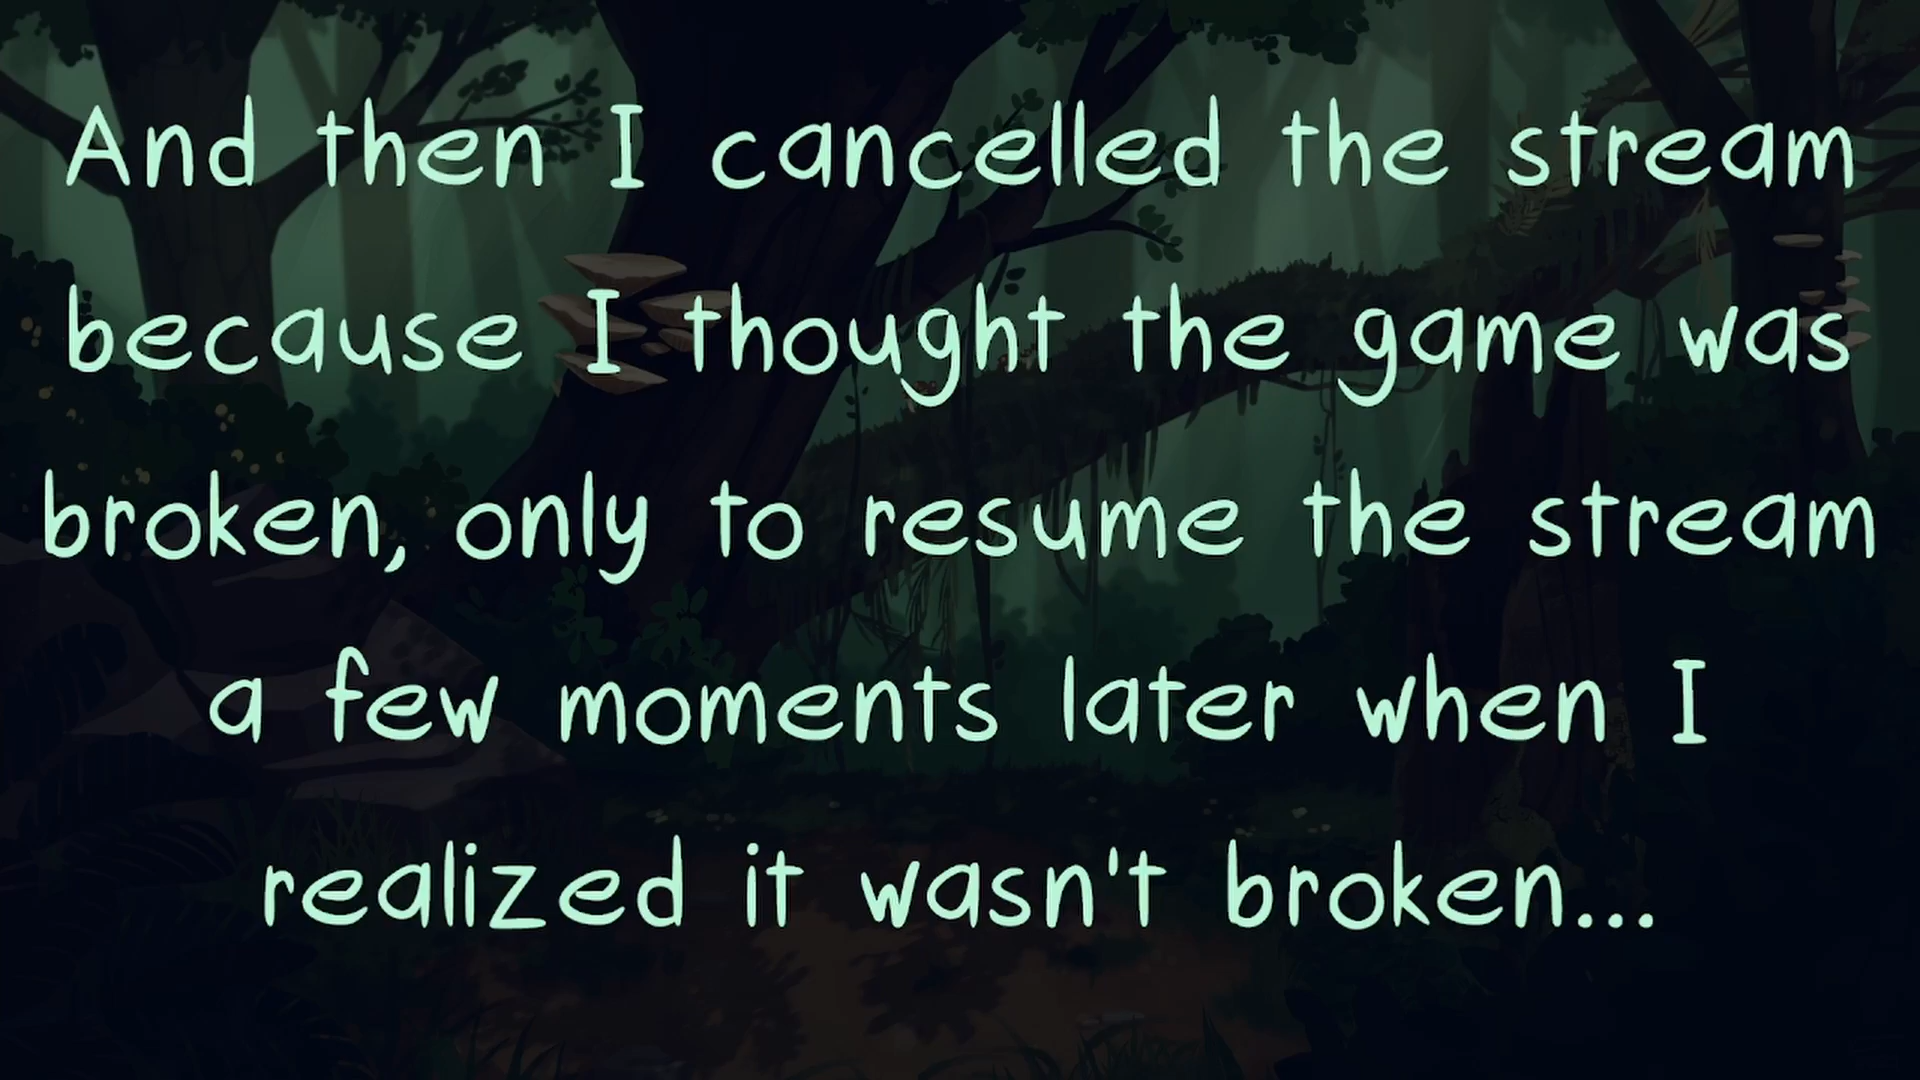 And then I cancelled the stream
because I thought the game was
broken, only to resume the stream
a few moments later when I
realized it wasn't broken...